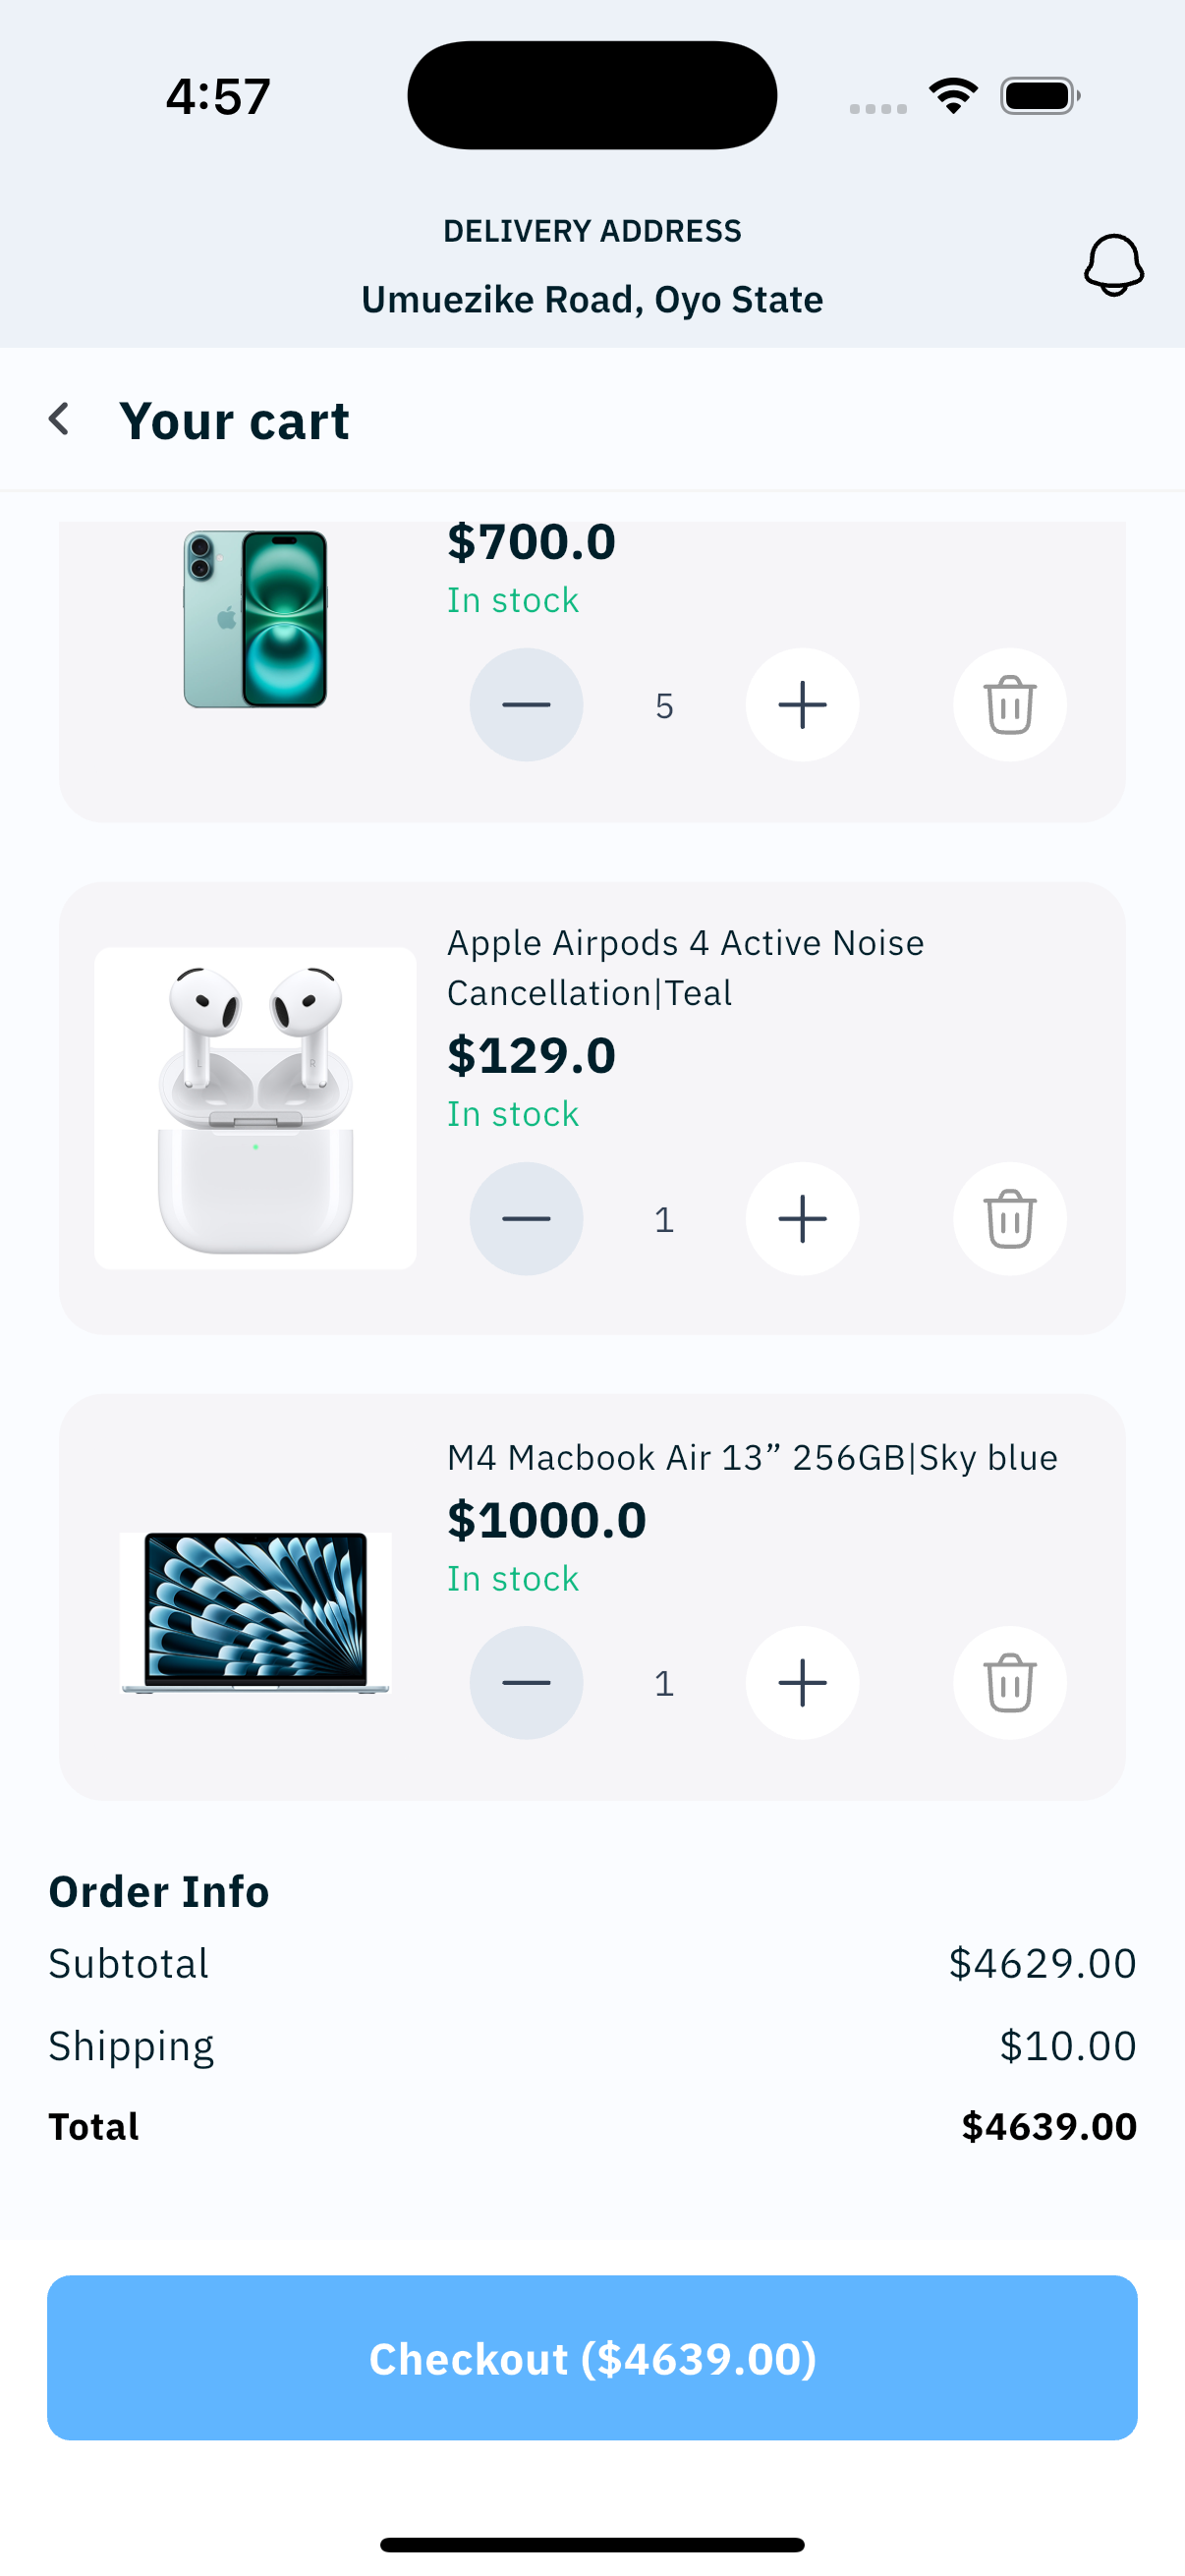 4:57
DELIVERY ADDRESS
Umuezike Road, Oyo State
Your cart
$700.0
In stock
5
Apple Airpods 4 Active Noise
Cancellation|Teal
$129.0
In stock
1
M4 Macbook Air 13” 256GB|Sky blue
$1000.0
In stock
1
Order Info
Subtotal $4629.00
Shipping $10.00
Total $4639.00
Checkout ($4639.00)